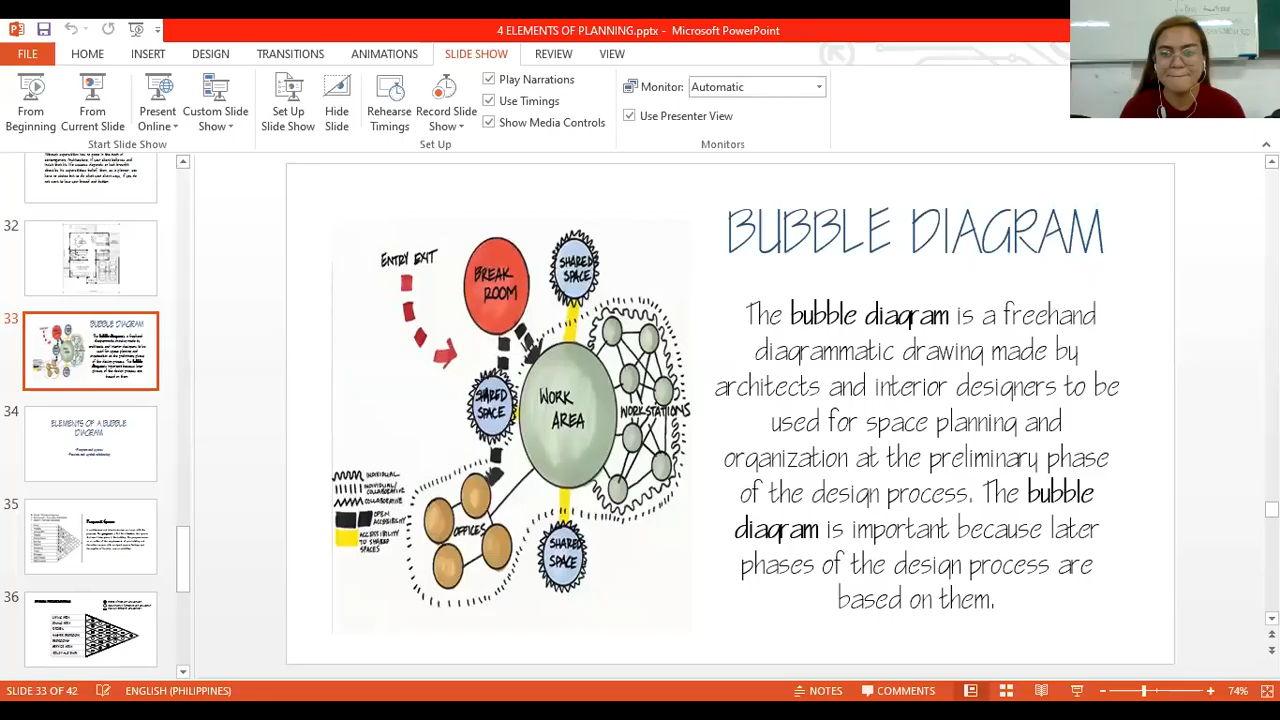 4 ELEMENTS OF PLANNING.pptx - Microsoft PowerPoint
FILE HOME INSERT DESIGN TRANSITIONS ANIMATIONS SLIDE SHOW REVIEW VIEW
From Beginning
From Current Slide
Present Online
Custom Slide Show
Start Slide Show
Set Up Slide Show
Hide Slide
Rehearse Timings
Record Slide Show
Play Narrations
Use Timings
Show Media Controls
Set Up
Monitor: Automatic
Use Presenter View
Monitors
32
33
BUBBLE DIAGRAM
34
ELEMENTS OF A BUBBLE
DIAGRAM
35
36
ENTRY EXIT
BREAK
ROOM
SHARED
SPACE
SHARED
SPACE
WORK
AREA
WORKSTATIONS
OFFICES
SHARED
SPACE
INDIVIDUAL
INDIVIDUAL/
COLLABORATIVE
COLLABORATIVE
OPEN
ACCESSIBILITY
ACCESSIBILITY
TO SHARED
SPACES
BUBBLE DIAGRAM
The bubble diagram is a freehand
diagrammatic drawing made by
architects and interior designers to be
used for space planning and
organization at the preliminary phase
of the design process. The bubble
diagram is important because later
phases of the design process are
based on them.
SLIDE 33 OF 42
ENGLISH (PHILIPPINES)
NOTES
COMMENTS
74%